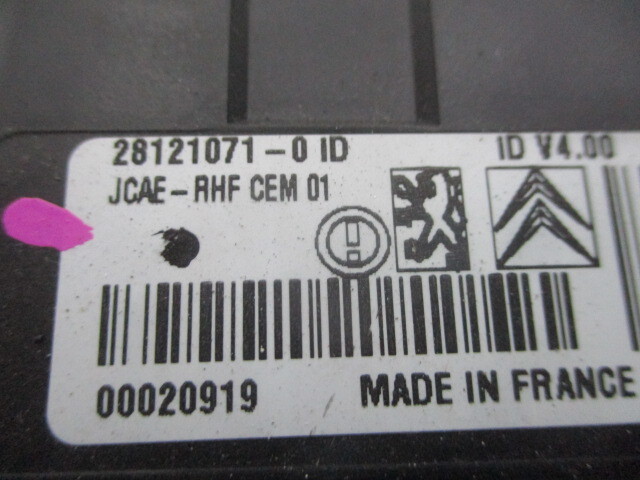 28121071-0 ID ID V4.00
JCAE-RHF CEM 01
00020919 MADE IN FRANCE